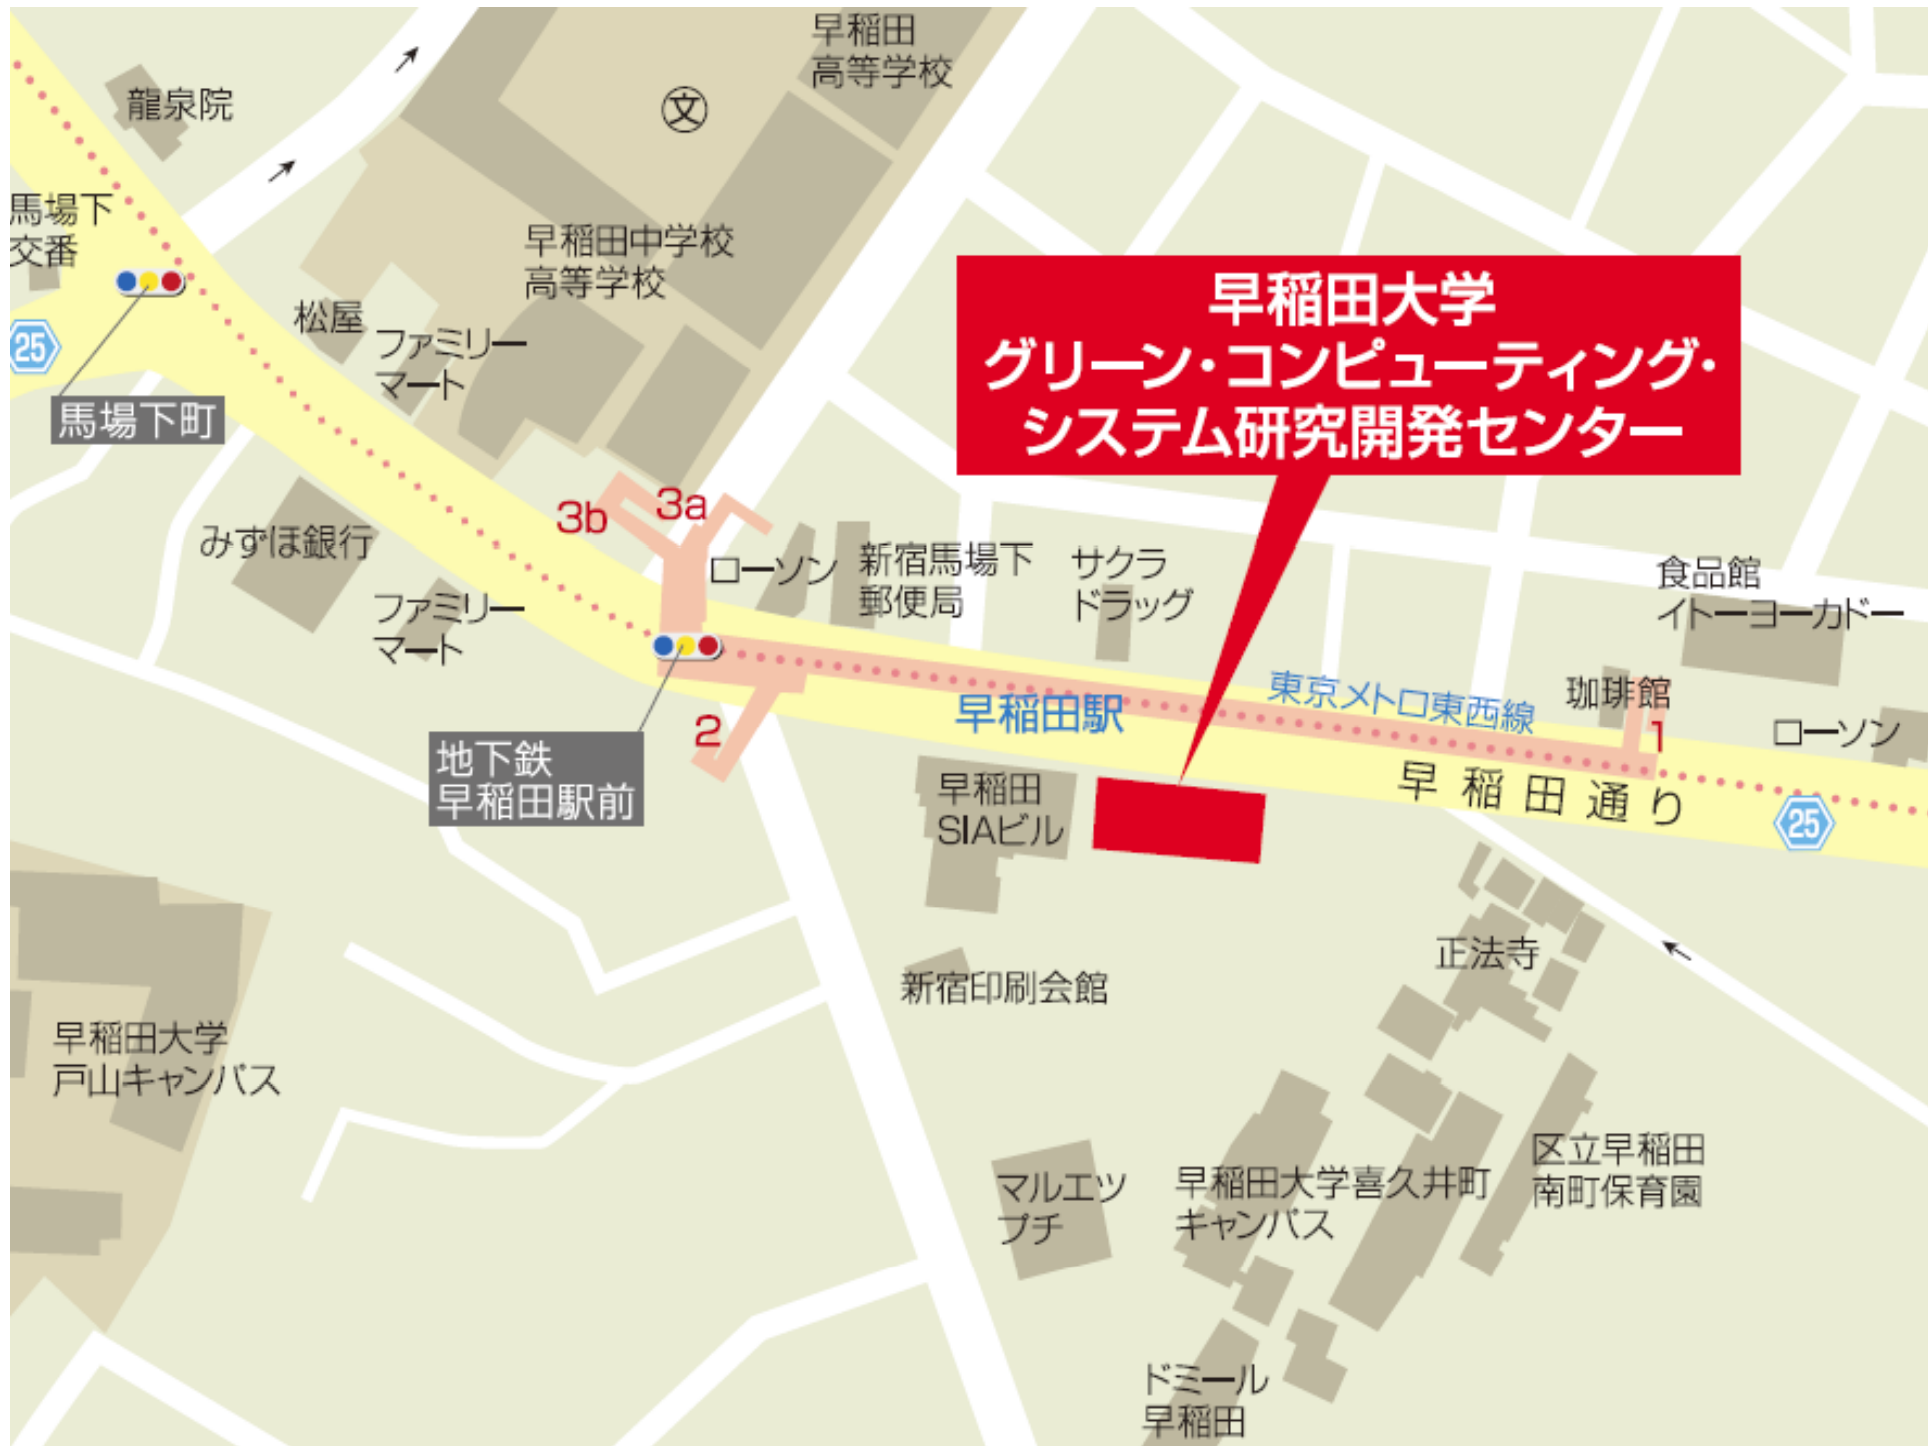 早稲田
高等学校
文
龍泉院
馬場下
交番
早稲田中学校
高等学校
松屋
ファミリー
マート
25
馬場下町
早稲田大学
グリーン・コンピューティング・
システム研究開発センター
3b
3a
みずほ銀行
ローソン
新宿馬場下
郵便局
サクラ
ドラッグ
食品館
イトーヨーカドー
ファミリー
マート
早稲田駅
東京メトロ東西線
珈琲館
1
ローソン
2
地下鉄
早稲田駅前
早稲田
SIAビル
早稲田通り
25
正法寺
新宿印刷会館
早稲田大学
戸山キャンパス
マルエツ
プチ
早稲田大学喜久井町
キャンパス
区立早稲田
南町保育園
ドミール
早稲田